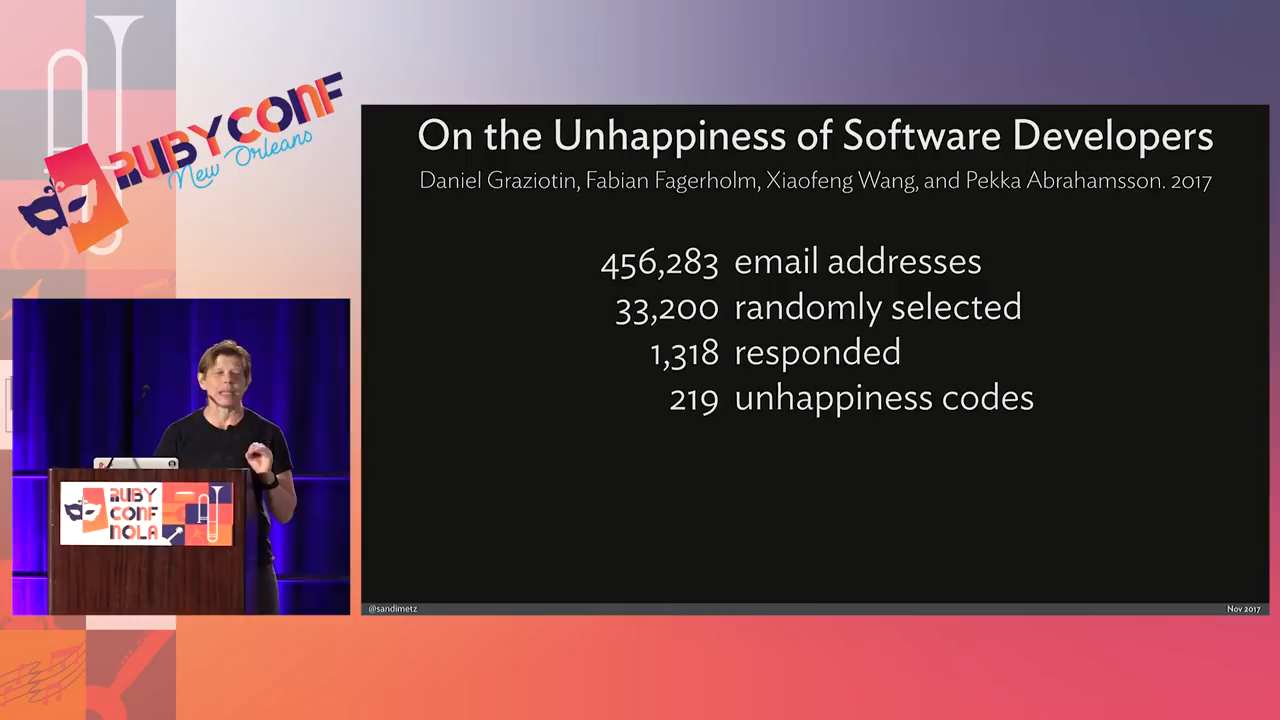 RUBYCONF
New Orleans
On the Unhappiness of Software Developers
Daniel Graziotin, Fabian Fagerholm, Xiaofeng Wang, and Pekka Abrahamsson. 2017
456,283 email addresses
33,200 randomly selected
1,318 responded
219 unhappiness codes
RUBY
CONF
NOLA
@sandimetz
Nov 2017